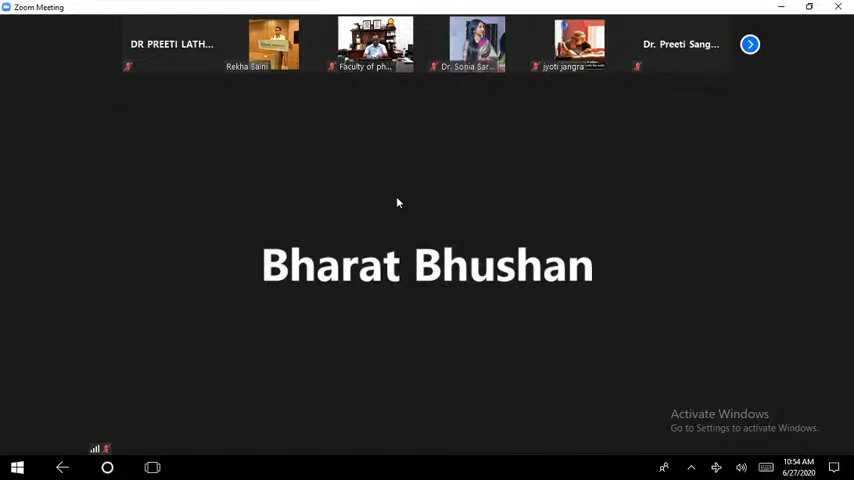 Zoom Meeting
DR PREETI LATH...
Rekha Saini
Faculty of ph...
Dr. Sonia Sar...
jyoti jangra
Dr. Preeti Sang...
Bharat Bhushan
Activate Windows
Go to Settings to activate Windows.
10:54 AM
6/27/2020